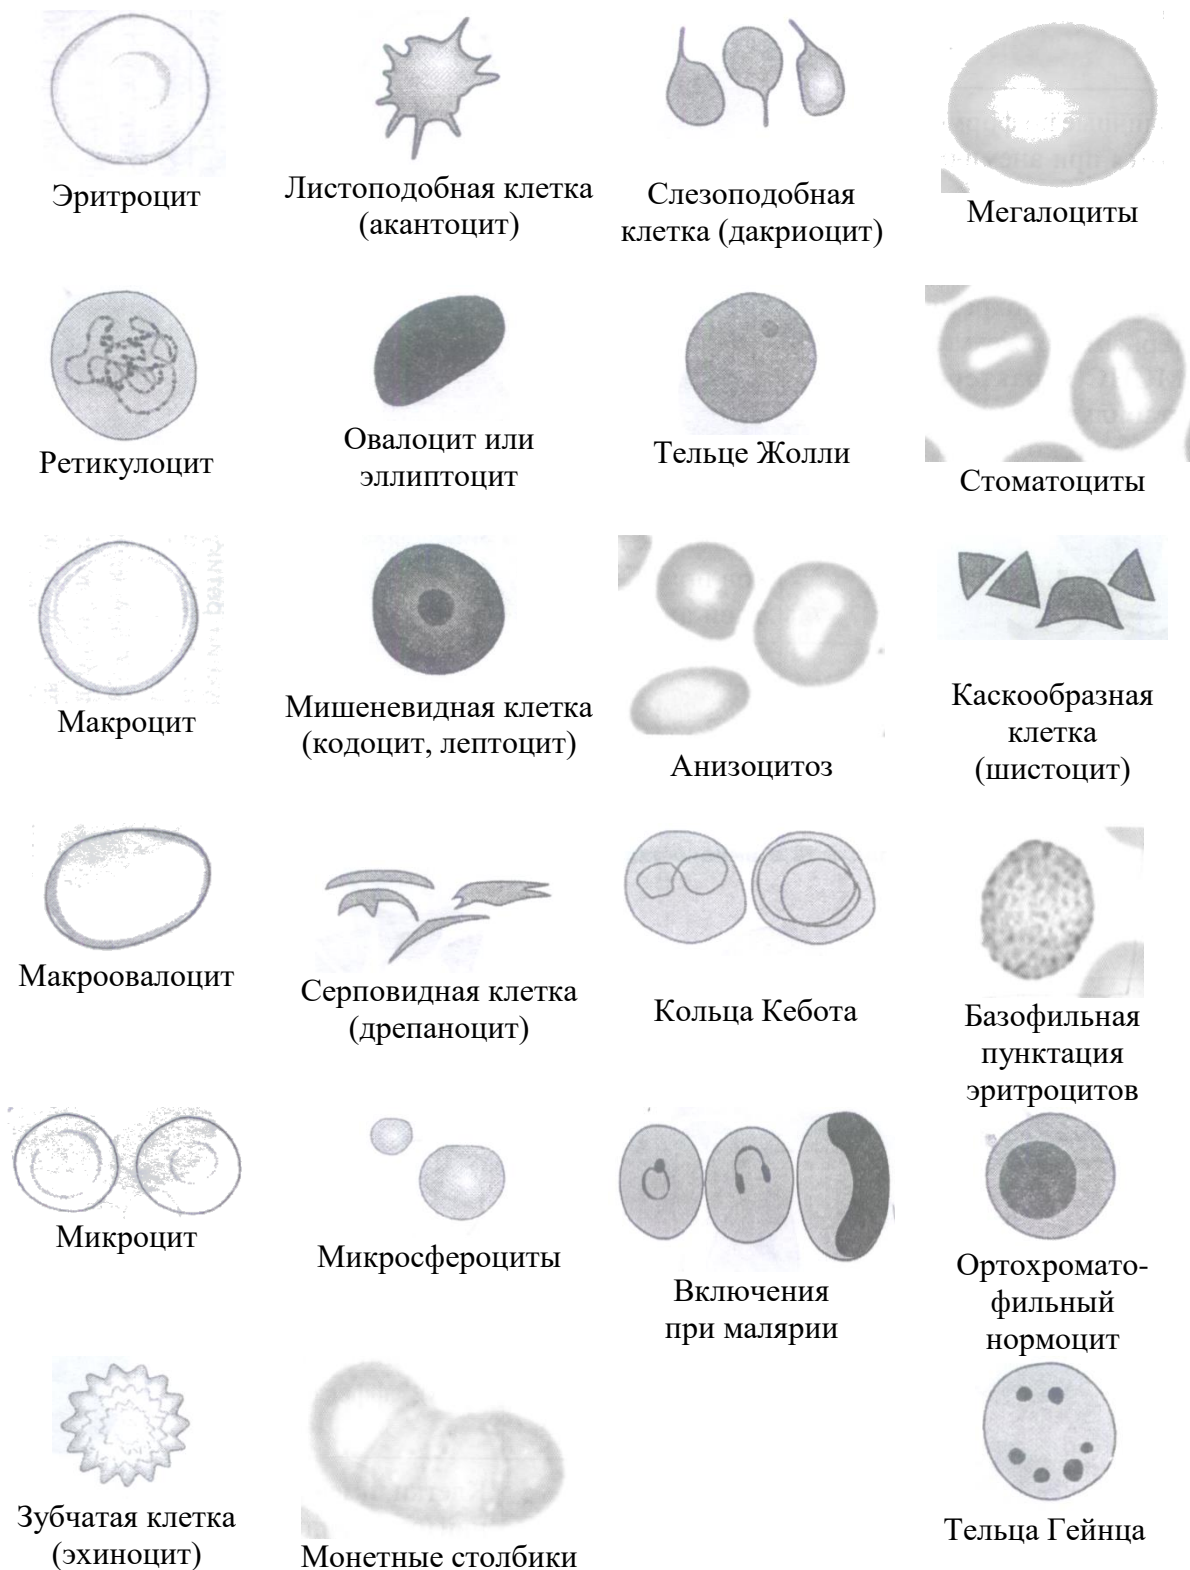 Эритроцит
Листоподобная клетка
(акантоцит)
Слезоподобная
клетка (дакриоцит)
Мегалоциты
Ретикулоцит
Овалоцит или
эллиптоцит
Тельце Жолли
Стоматоциты
Макроцит
Мишеневидная клетка
(кодоцит, лептоцит)
Анизоцитоз
Каскообразная
клетка
(шистоцит)
Макроовалоцит
Серповидная клетка
(дрепаноцит)
Кольца Кебота
Базофильная
пунктация
эритроцитов
Микроцит
Микросфероциты
Включения
при малярии
Ортохромато-
фильный
нормоцит
Зубчатая клетка
(эхиноцит)
Монетные столбики
Тельца Гейнца